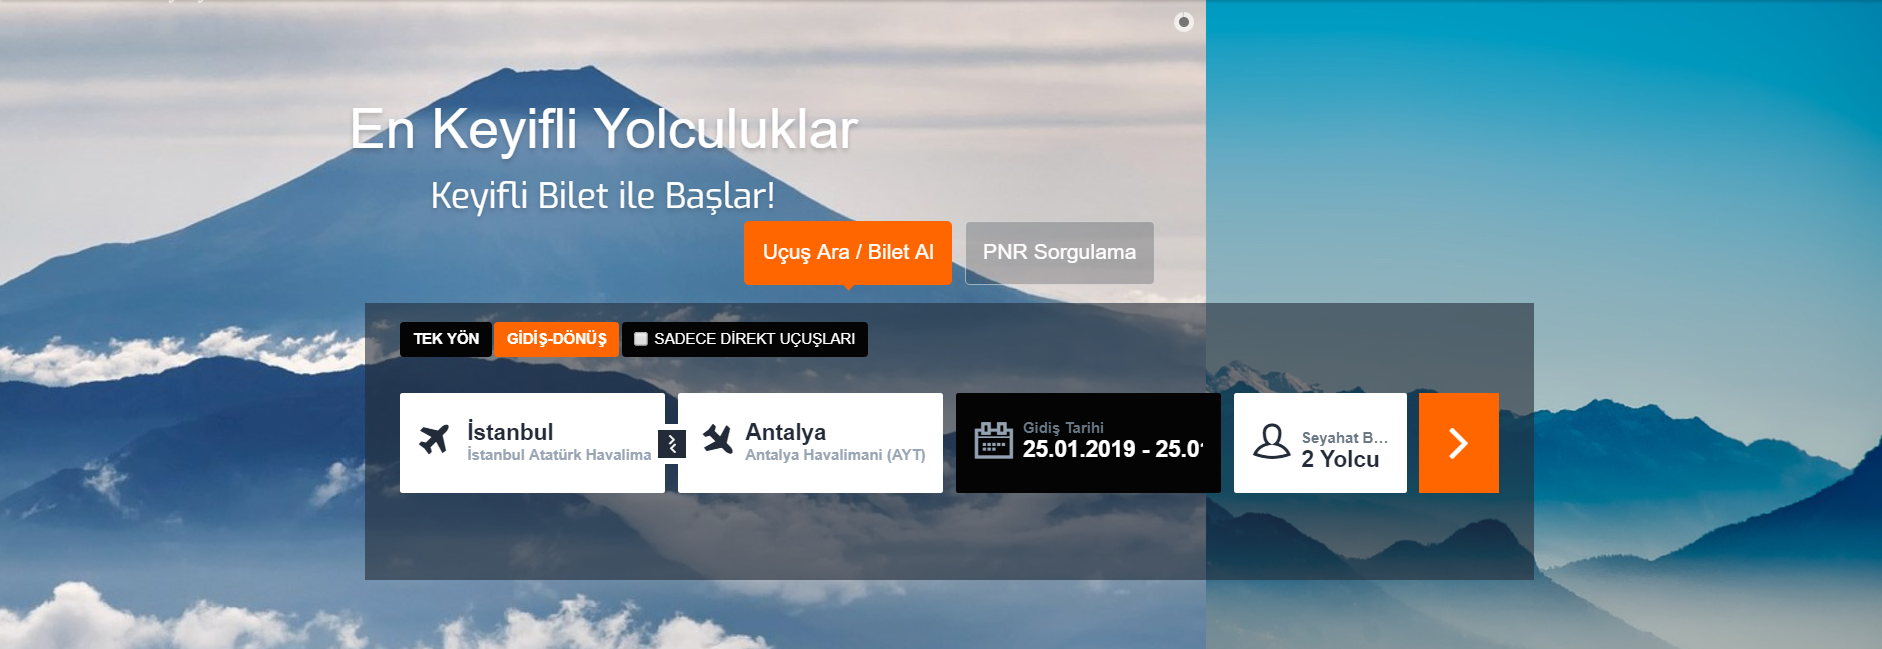 En Keyifli Yolculuklar
Keyifli Bilet ile Başlar!
Uçuş Ara / Bilet Al
PNR Sorgulama
TEK YÖN
GİDİŞ-DÖNÜŞ
SADECE DİREKT UÇUŞLARI
İstanbul
İstanbul Atatürk Havalima
Antalya
Antalya Havalimani (AYT)
Gidiş Tarihi
25.01.2019 - 25.01
Seyahat B...
2 Yolcu